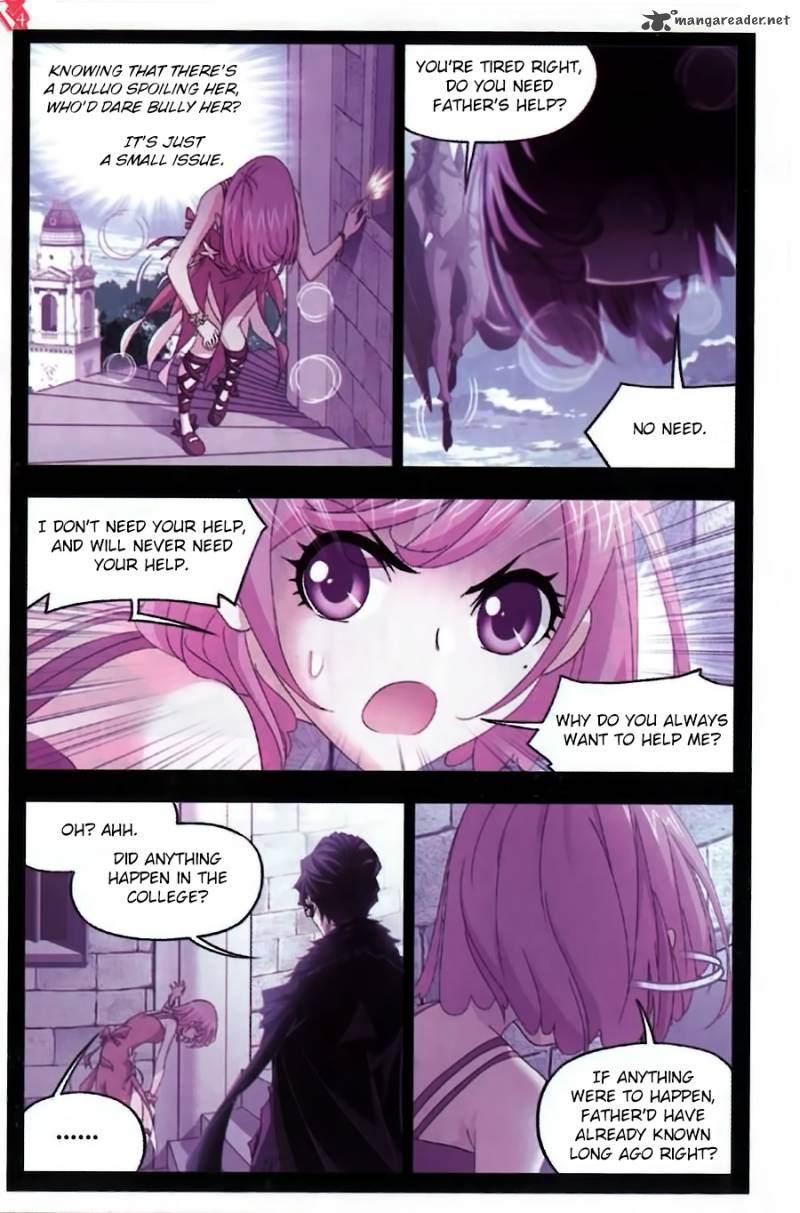 4
mangareader.net
KNOWING THAT THERE'S
A DOULUO SPOILING HER,
WHO'D DARE BULLY HER?
IT'S JUST
A SMALL ISSUE.
YOU'RE TIRED RIGHT,
DO YOU NEED
FATHER'S HELP?
NO NEED.
I DON'T NEED YOUR HELP,
AND WILL NEVER NEED
YOUR HELP.
WHY DO YOU ALWAYS
WANT TO HELP ME?
OH? AHH.
DID ANYTHING
HAPPEN IN THE
COLLEGE?
......
IF ANYTHING
WERE TO HAPPEN,
FATHER'D HAVE
ALREADY KNOWN
LONG AGO RIGHT?